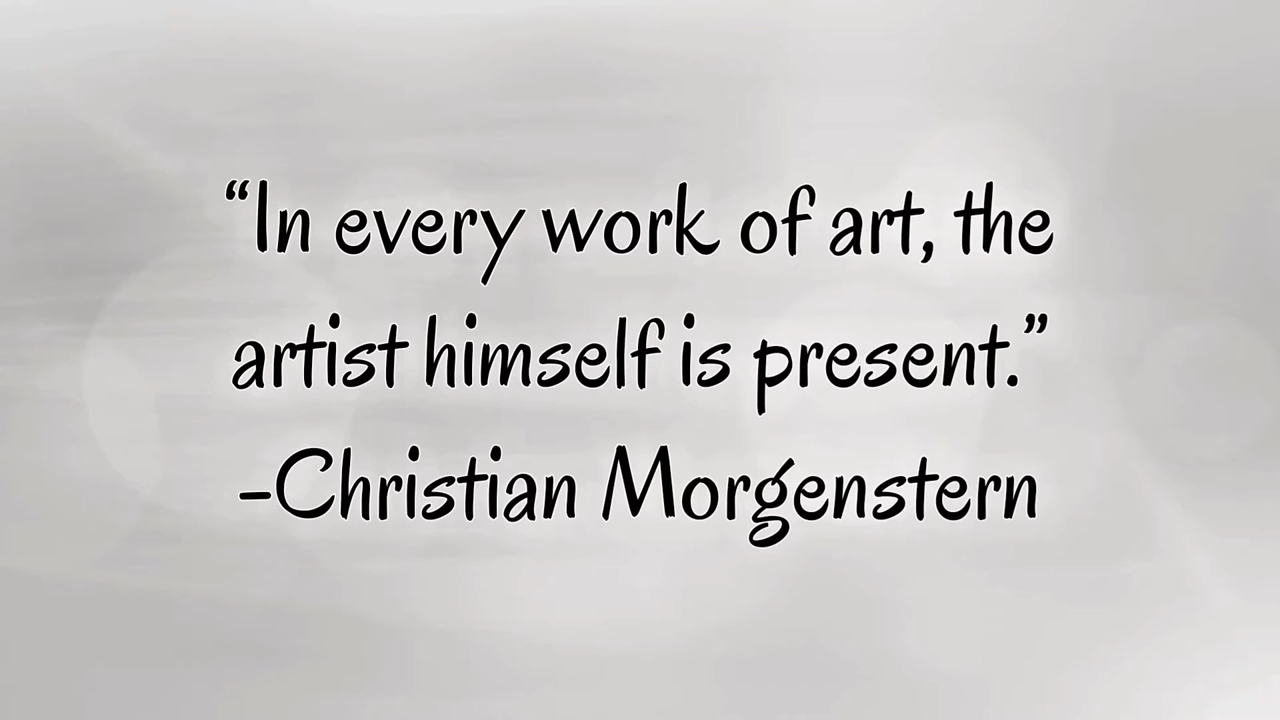 “In every work of art, the
artist himself is present.”
-Christian Morgenstern